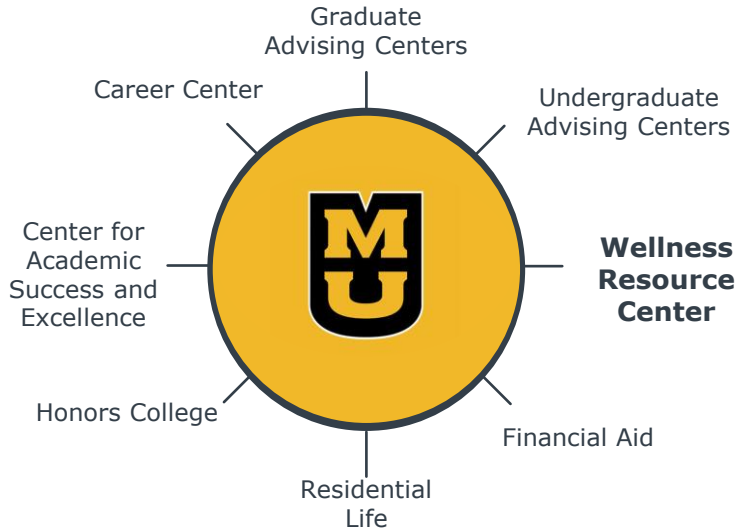 Graduate
Advising Centers
Career Center
Undergraduate
Advising Centers
M
U
Center for
Academic
Success and
Excellence
Wellness
Resource
Center
Honors College
Financial Aid
Residential
Life